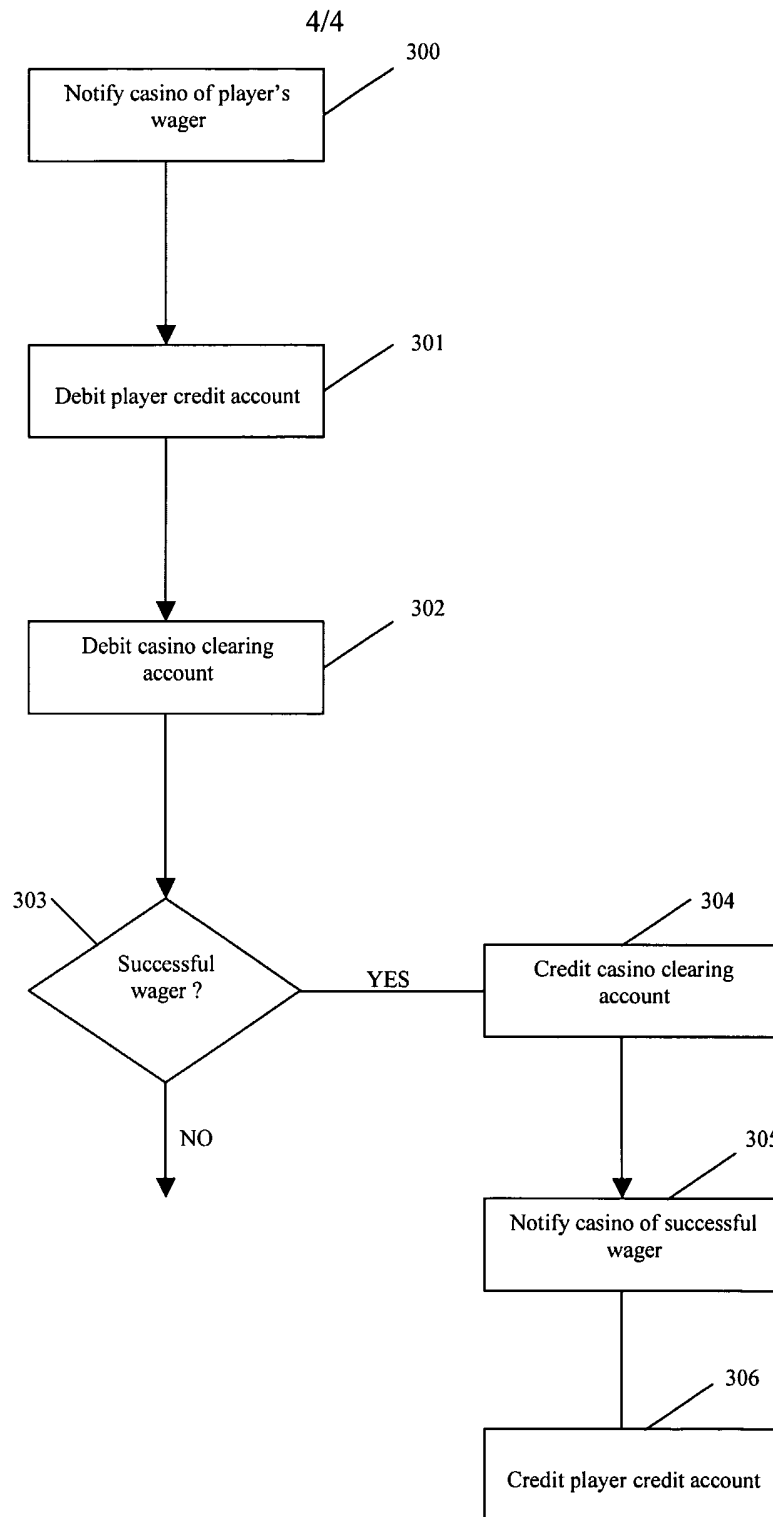 4/4
300
Notify casino of player's
wager
301
Debit player credit account
302
Debit casino clearing
account
303
Successful
wager ?
YES
304
Credit casino clearing
account
NO
305
Notify casino of successful
wager
306
Credit player credit account